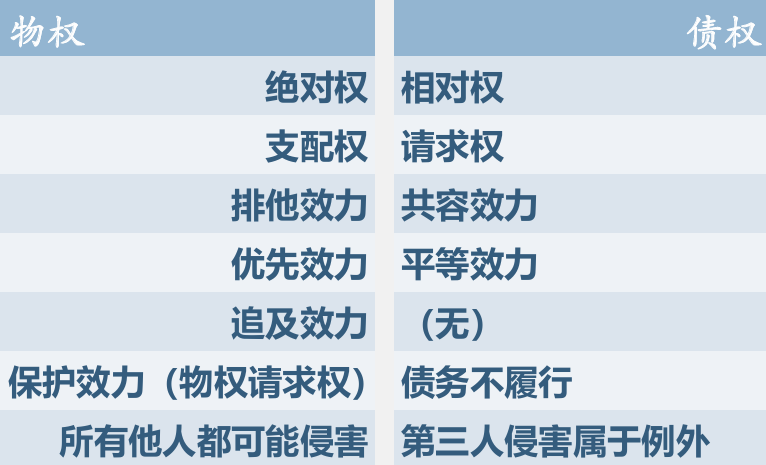 物权 债权
绝对权 相对权
支配权 请求权
排他效力 共容效力
优先效力 平等效力
追及效力 （无）
保护效力（物权请求权） 债务不履行
所有他人都可能侵害 第三人侵害属于例外